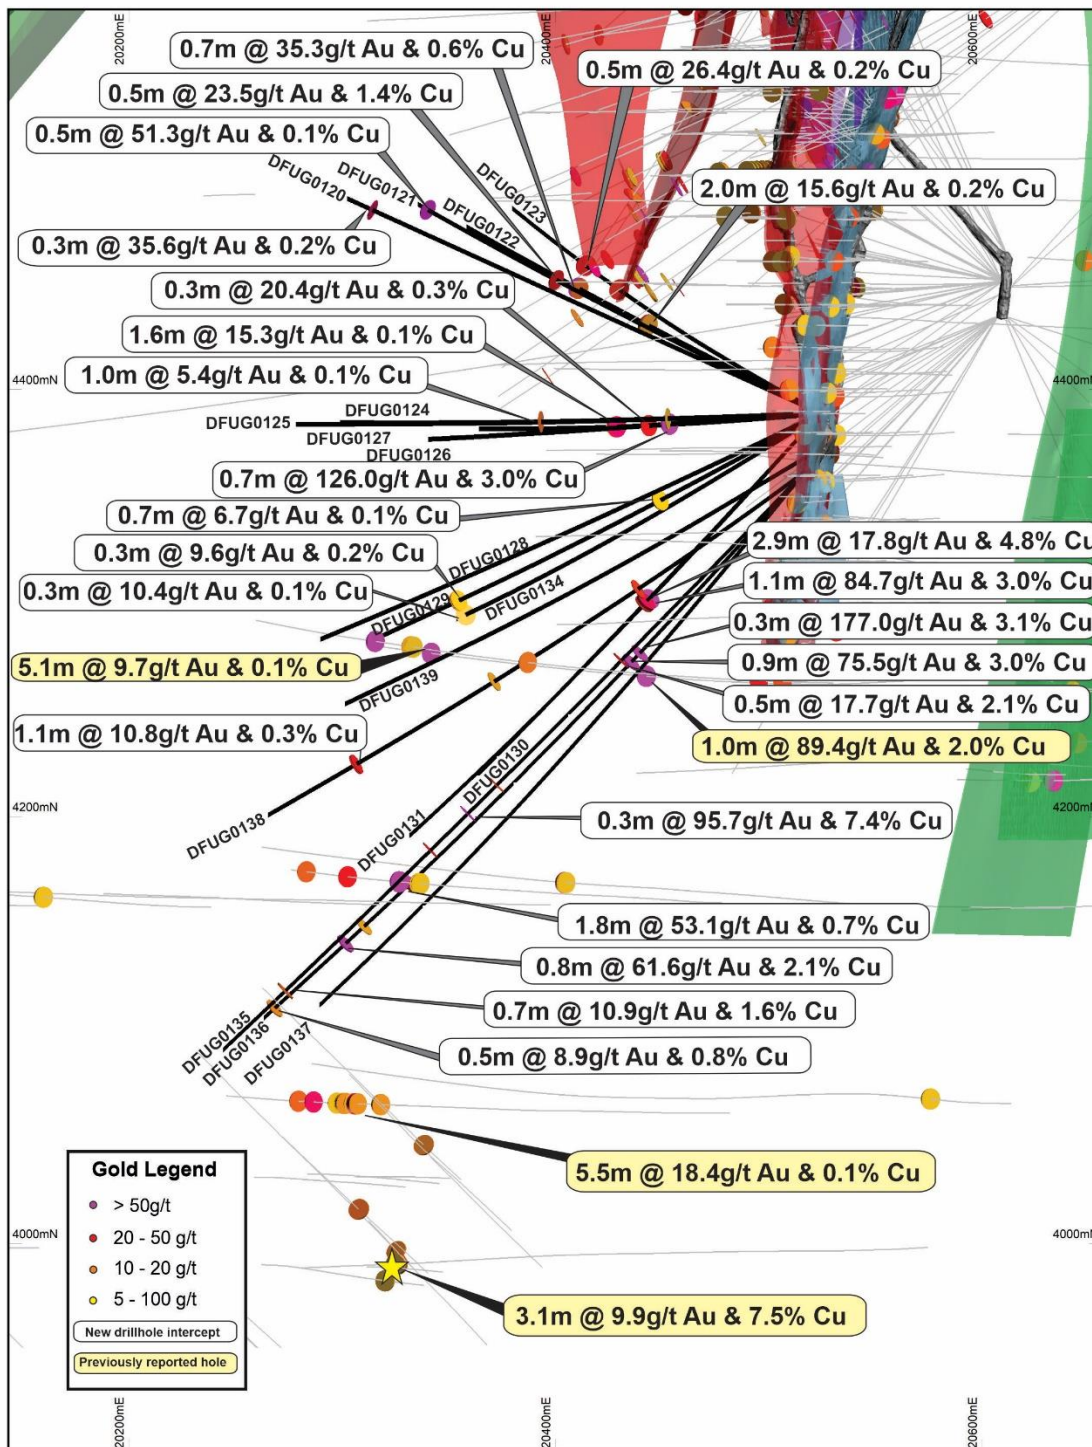 20200mE
20400mE
20600mE
0.7m @ 35.3g/t Au & 0.6% Cu
0.5m @ 26.4g/t Au & 0.2% Cu
0.5m @ 23.5g/t Au & 1.4% Cu
0.5m @ 51.3g/t Au & 0.1% Cu
DFUG0120
DFUG0121
DFUG0122
DFUG0123
2.0m @ 15.6g/t Au & 0.2% Cu
0.3m @ 35.6g/t Au & 0.2% Cu
0.3m @ 20.4g/t Au & 0.3% Cu
1.6m @ 15.3g/t Au & 0.1% Cu
1.0m @ 5.4g/t Au & 0.1% Cu
4400mN
4400mN
DFUG0124
DFUG0125
DFUG0127
DFUG0126
0.7m @ 126.0g/t Au & 3.0% Cu
0.7m @ 6.7g/t Au & 0.1% Cu
0.3m @ 9.6g/t Au & 0.2% Cu
DFUG0128
0.3m @ 10.4g/t Au & 0.1% Cu
DFUG0129
DFUG0134
2.9m @ 17.8g/t Au & 4.8% Cu
1.1m @ 84.7g/t Au & 3.0% Cu
0.3m @ 177.0g/t Au & 3.1% Cu
0.9m @ 75.5g/t Au & 3.0% Cu
0.5m @ 17.7g/t Au & 2.1% Cu
1.0m @ 89.4g/t Au & 2.0% Cu
5.1m @ 9.7g/t Au & 0.1% Cu
DFUG0139
1.1m @ 10.8g/t Au & 0.3% Cu
DFUG0130
DFUG0138
DFUG0131
4200mN
4200mN
0.3m @ 95.7g/t Au & 7.4% Cu
1.8m @ 53.1g/t Au & 0.7% Cu
0.8m @ 61.6g/t Au & 2.1% Cu
0.7m @ 10.9g/t Au & 1.6% Cu
0.5m @ 8.9g/t Au & 0.8% Cu
DFUG0135
DFUG0136
DFUG0137
5.5m @ 18.4g/t Au & 0.1% Cu
4000mN
4000mN
3.1m @ 9.9g/t Au & 7.5% Cu
Gold Legend
> 50g/t
20 - 50 g/t
10 - 20 g/t
5 - 100 g/t
New drillhole intercept
Previously reported hole
20200mE
20400mE
20600mE